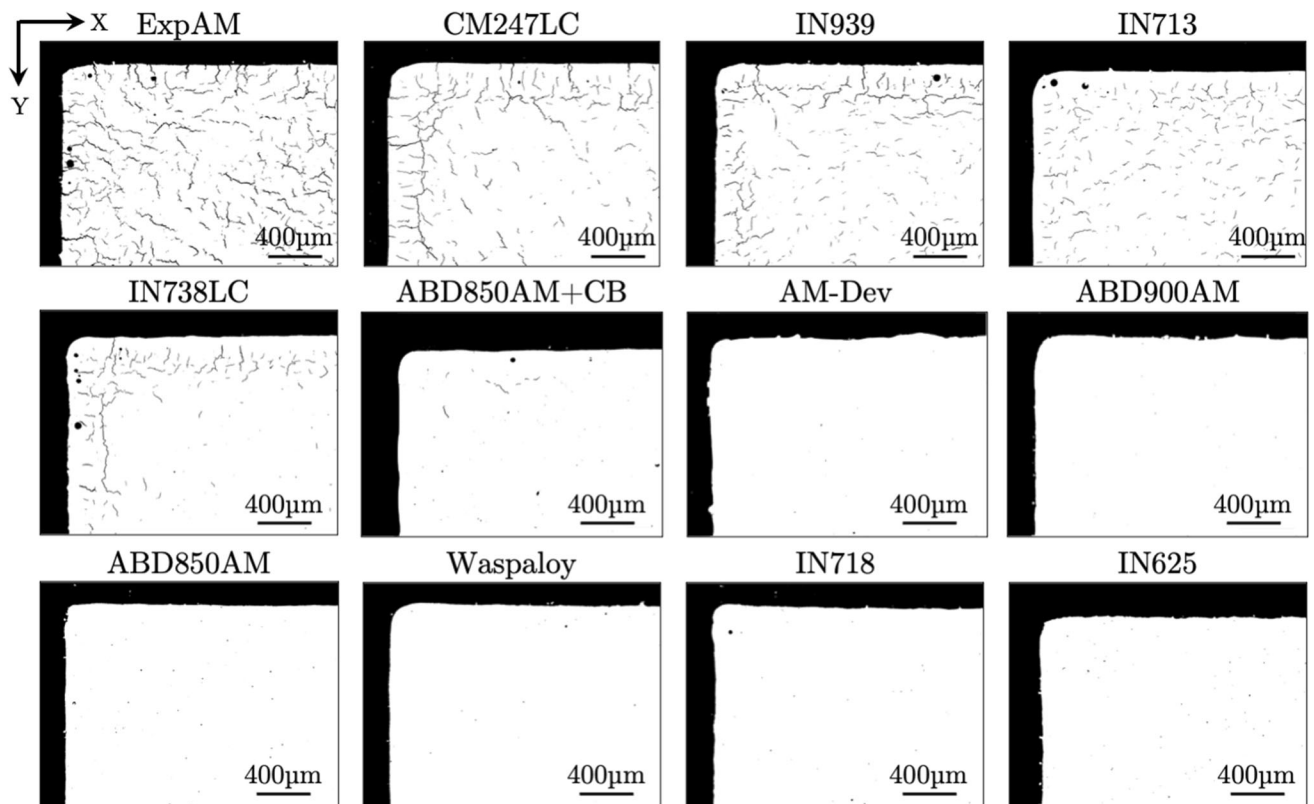 X ExpAM CM247LC IN939 IN713
Y
400μm 400μm 400μm 400μm
IN738LC ABD850AM+CB AM-Dev ABD900AM
400μm 400μm 400μm 400μm
ABD850AM Waspaloy IN718 IN625
400μm 400μm 400μm 400μm